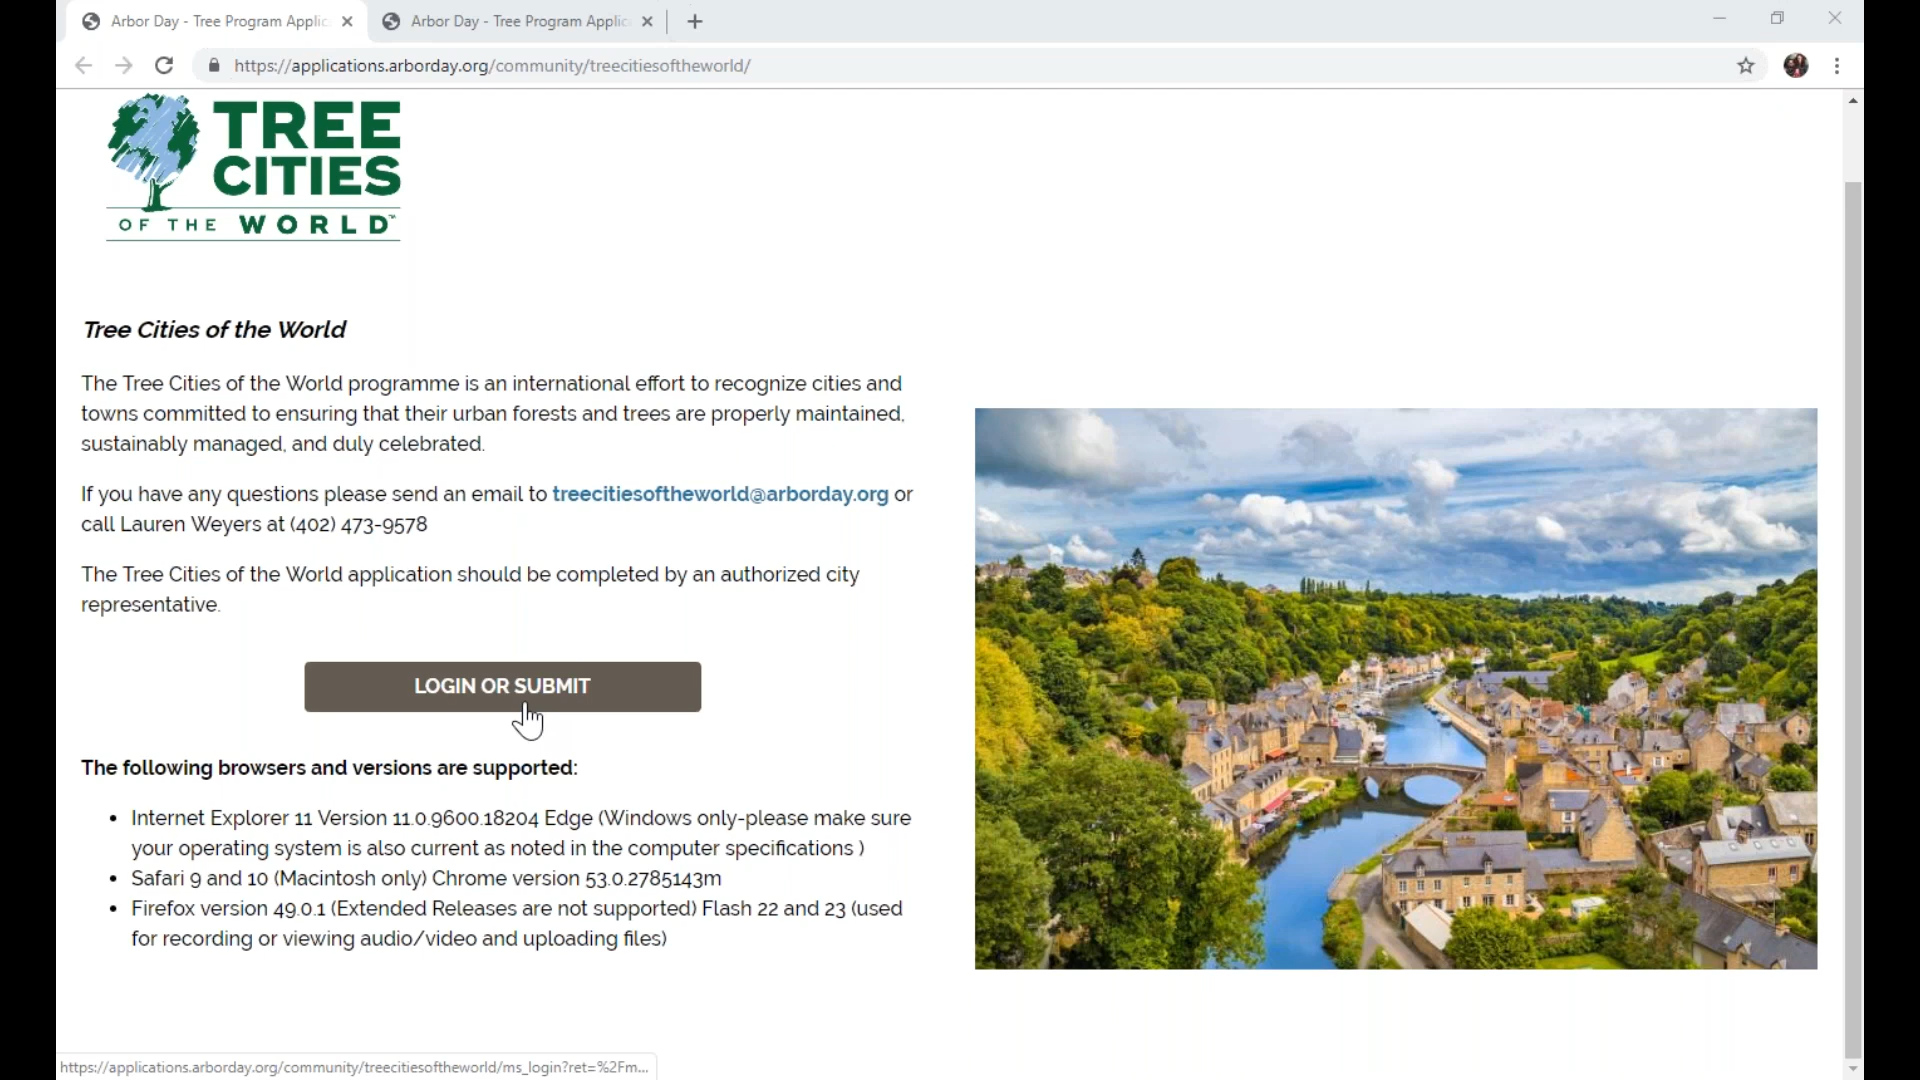 Arbor Day - Tree Program Applic
Arbor Day - Tree Program Applic
https://applications.arborday.org/community/treecitiesoftheworld/
TREE
CITIES
OF THE WORLD™
Tree Cities of the World
The Tree Cities of the World programme is an international effort to recognize cities and
towns committed to ensuring that their urban forests and trees are properly maintained,
sustainably managed, and duly celebrated.
If you have any questions please send an email to treecitiesoftheworld@arborday.org or
call Lauren Weyers at (402) 473-9578
The Tree Cities of the World application should be completed by an authorized city
representative.
LOGIN OR SUBMIT
The following browsers and versions are supported:
• Internet Explorer 11 Version 11.0.9600.18204 Edge (Windows only-please make sure
your operating system is also current as noted in the computer specifications )
• Safari 9 and 10 (Macintosh only) Chrome version 53.0.2785143m
• Firefox version 49.0.1 (Extended Releases are not supported) Flash 22 and 23 (used
for recording or viewing audio/video and uploading files)
https://applications.arborday.org/community/treecitiesoftheworld/ms_login?ret=%2Fm...